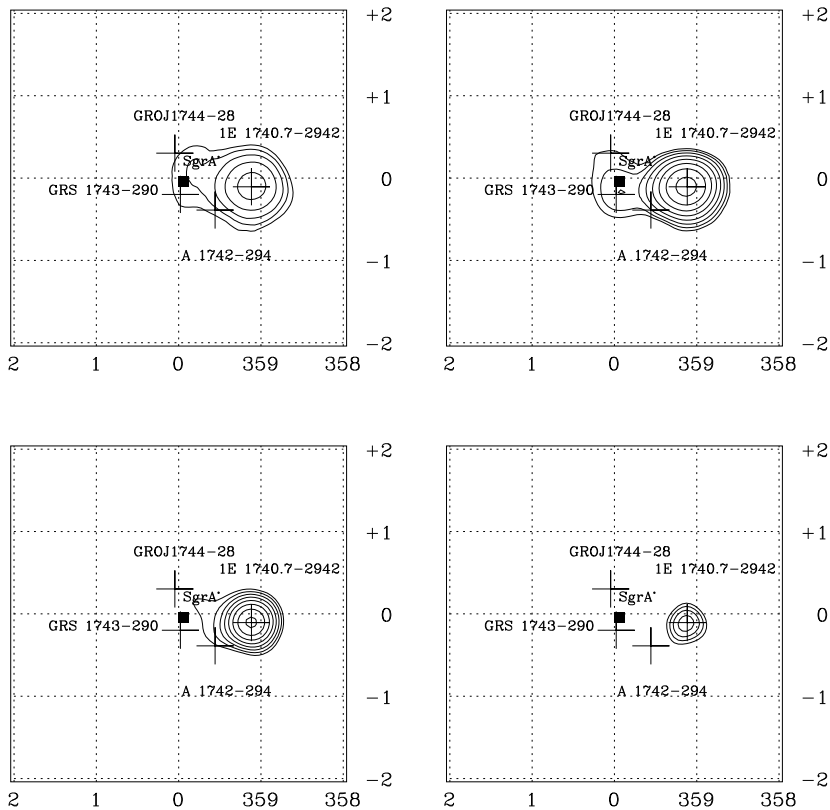 +2 +2
+1 +1
GROJ1744−28 GROJ1744−28
1E 1740.7−2942 1E 1740.7−2942
SgrA* SgrA
0 0
GRS 1743−290 GRS 1743−290
A 1742−294 A 1742−294
−1 −1
−2 −2
2 1 0 359 358 2 1 0 359 358
+2 +2
+1 +1
GROJ1744−28 GROJ1744−28
1E 1740.7−2942 1E 1740.7−2942
SgrA* SgrA*
0 0
GRS 1743−290 GRS 1743−290
A 1742−294 A 1742−294
−1 −1
−2 −2
2 1 0 359 358 2 1 0 359 358